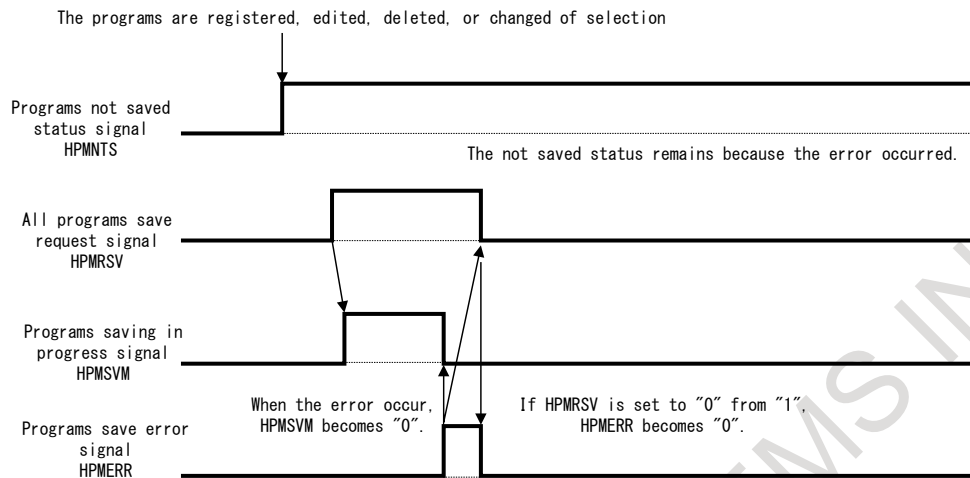 The programs are registered, edited, deleted, or changed of selection
Programs not saved
status signal
HPMNTS
The not saved status remains because the error occurred.
All programs save
request signal
HPMRSV
Programs saving in
progress signal
HPMSVM
When the error occur,
HPMSVM becomes "0".
If HPMRSV is set to "0" from "1",
HPMERR becomes "0".
Programs save error
signal
HPMERR
EMS IN